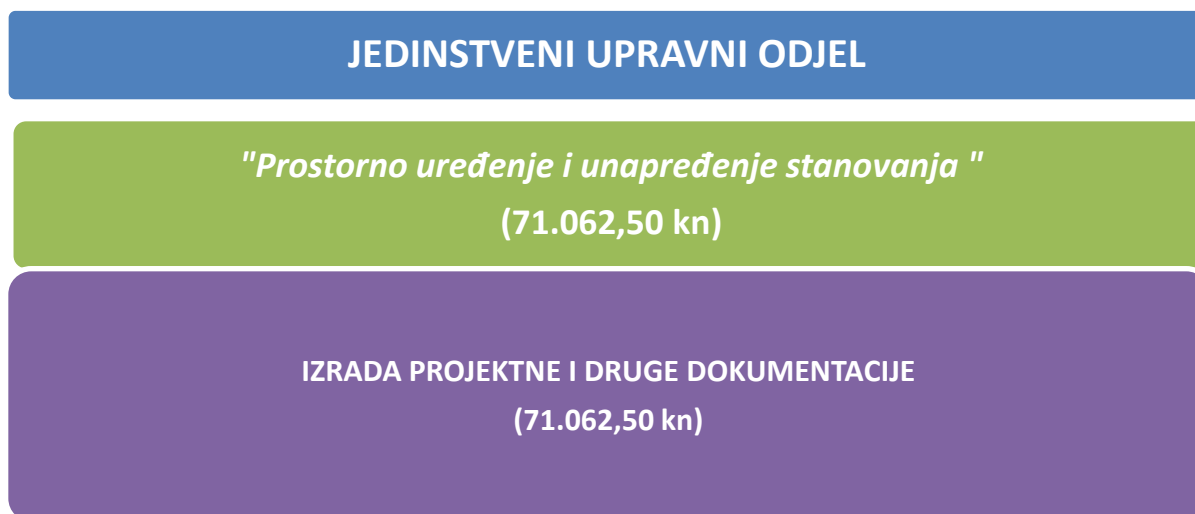 JEDINSTVENI UPRAVNI ODJEL
"Prostorno uređenje i unapređenje stanovanja "
(71.062,50 kn)
IZRADA PROJEKTNE I DRUGE DOKUMENTACIJE
(71.062,50 kn)